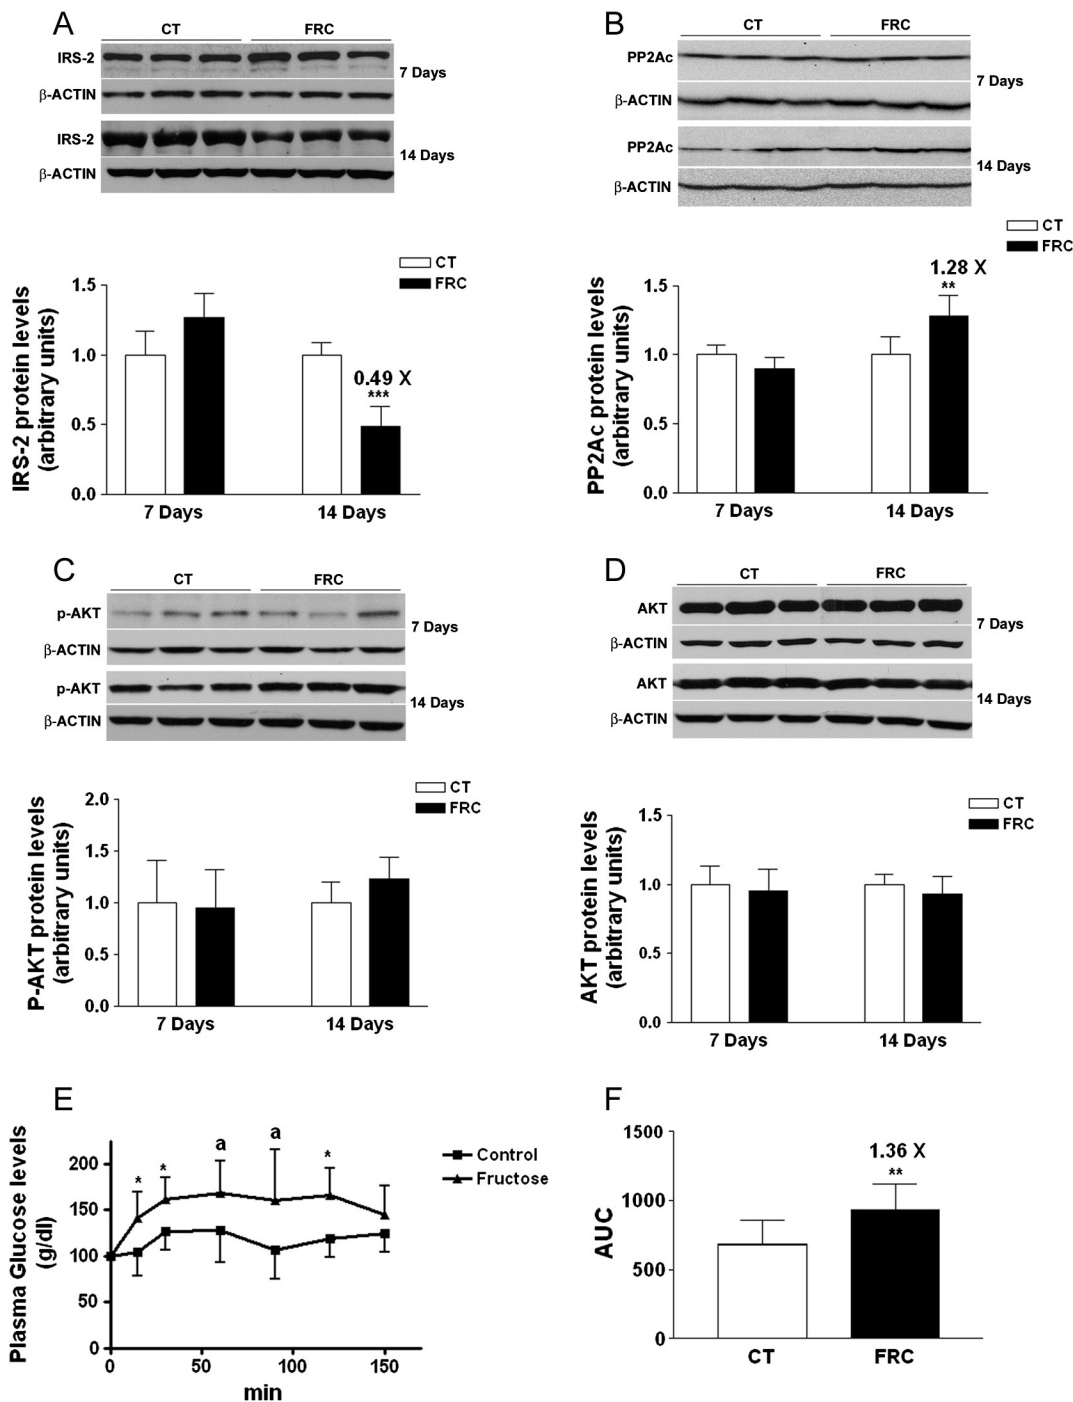 A
CT FRC
IRS-2
7 Days
β-ACTIN
IRS-2
14 Days
β-ACTIN
CT
FRC
IRS-2 protein levels
(arbitrary units)
1.5
1.0
0.5
0.0
0.49 X
***
7 Days 14 Days
B
CT FRC
PP2Ac
7 Days
β-ACTIN
PP2Ac
14 Days
β-ACTIN
CT
FRC
PP2Ac protein levels
(arbitrary units)
1.5
1.0
0.5
0.0
1.28 X
**
7 Days 14 Days
C
CT FRC
p-AKT
7 Days
β-ACTIN
p-AKT
14 Days
β-ACTIN
CT
FRC
P-AKT protein levels
(arbitrary units)
2.0
1.5
1.0
0.5
0.0
7 Days 14 Days
D
CT FRC
AKT
7 Days
β-ACTIN
AKT
14 Days
β-ACTIN
CT
FRC
AKT protein levels
(arbitrary units)
1.5
1.0
0.5
0.0
7 Days 14 Days
E
Plasma Glucose levels
(g/dl)
200
150
100
50
0
* * a a *
Control
Fructose
0 50 100 150
min
F
AUC
1500
1000
500
0
1.36 X
**
CT FRC